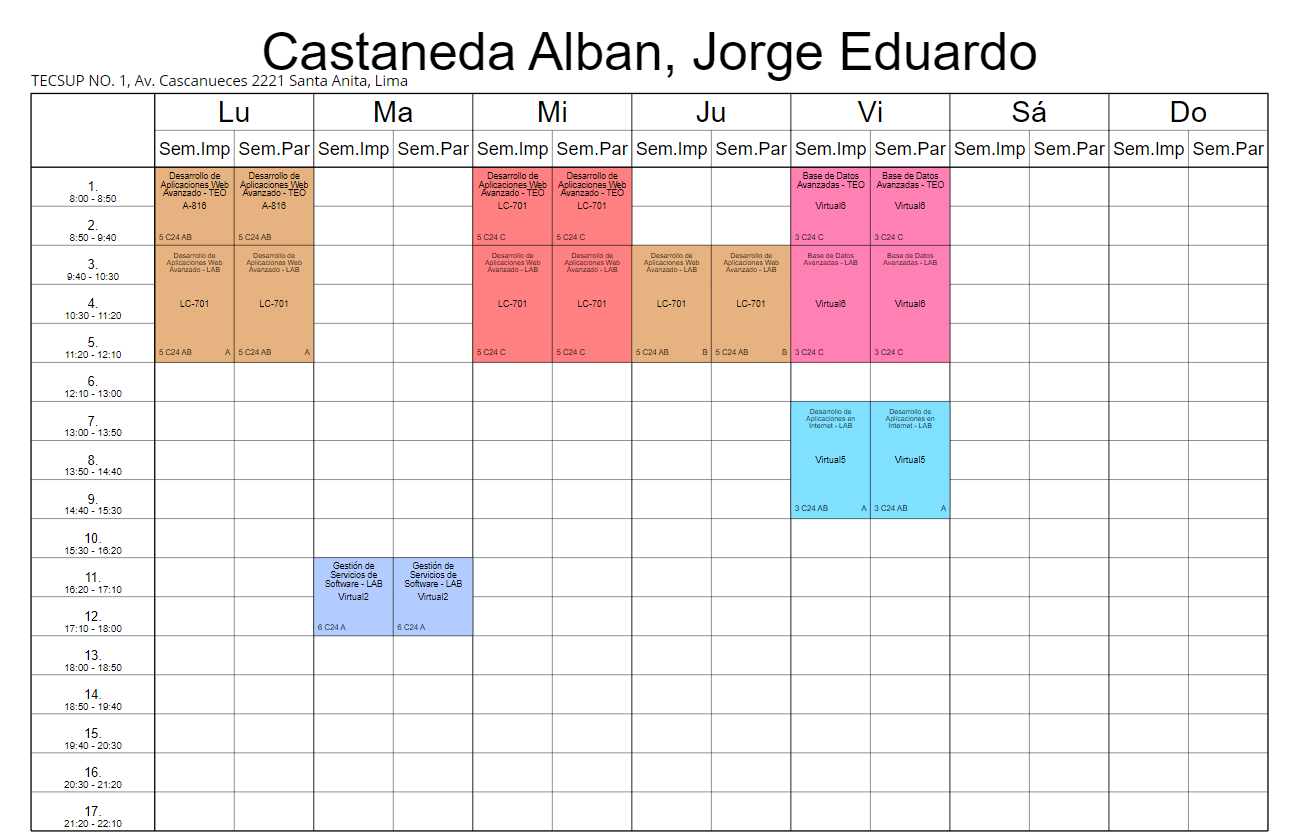 Castaneda Alban, Jorge Eduardo
TECSUP NO. 1, Av. Cascanueces 2221 Santa Anita, Lima
Lu Ma Mi Ju Vi Sá Do
Sem.Imp Sem.Par Sem.Imp Sem.Par Sem.Imp Sem.Par Sem.Imp Sem.Par Sem.Imp Sem.Par Sem.Imp Sem.Par Sem.Imp Sem.Par
1.
8:00 - 8:50
Desarrollo de Desarrollo de Desarrollo de Desarrollo de Base de Datos Base de Datos
Aplicaciones Web Aplicaciones Web Aplicaciones Web Aplicaciones Web Avanzadas - TEO Avanzadas - TEO
Avanzado - TEO Avanzado - TEO Avanzado - TEO Avanzado - TEO
A-816 A-816 LC-701 LC-701 Virtual6 Virtual6
2.
8:50 - 9:40
5 C24 AB 5 C24 AB 5 C24 C 5 C24 C 3 C24 C 3 C24 C
3.
9:40 - 10:30
Desarrollo de Desarrollo de Desarrollo de Desarrollo de Desarrollo de Desarrollo de Base de Datos Base de Datos
Aplicaciones Web Aplicaciones Web Aplicaciones Web Aplicaciones Web Aplicaciones Web Aplicaciones Web Avanzadas - LAB Avanzadas - LAB
Avanzado - LAB Avanzado - LAB Avanzado - LAB Avanzado - LAB Avanzado - LAB Avanzado - LAB
4.
10:30 - 11:20
LC-701 LC-701 LC-701 LC-701 LC-701 LC-701 Virtual6 Virtual6
5.
11:20 - 12:10
5 C24 AB A 5 C24 AB A 5 C24 C 5 C24 C 5 C24 AB B 5 C24 AB B 3 C24 C 3 C24 C
6.
12:10 - 13:00
7.
13:00 - 13:50
Desarrollo de Desarrollo de
Aplicaciones en Aplicaciones en
Internet - LAB Internet - LAB
8.
13:50 - 14:40
Virtual5 Virtual5
9.
14:40 - 15:30
3 C24 AB A 3 C24 AB A
10.
15:30 - 16:20
11.
16:20 - 17:10
Gestión de Gestión de
Servicios de Servicios de
Software - LAB Software - LAB
Virtual2 Virtual2
12.
17:10 - 18:00
6 C24 A 6 C24 A
13.
18:00 - 18:50
14.
18:50 - 19:40
15.
19:40 - 20:30
16.
20:30 - 21:20
17.
21:20 - 22:10